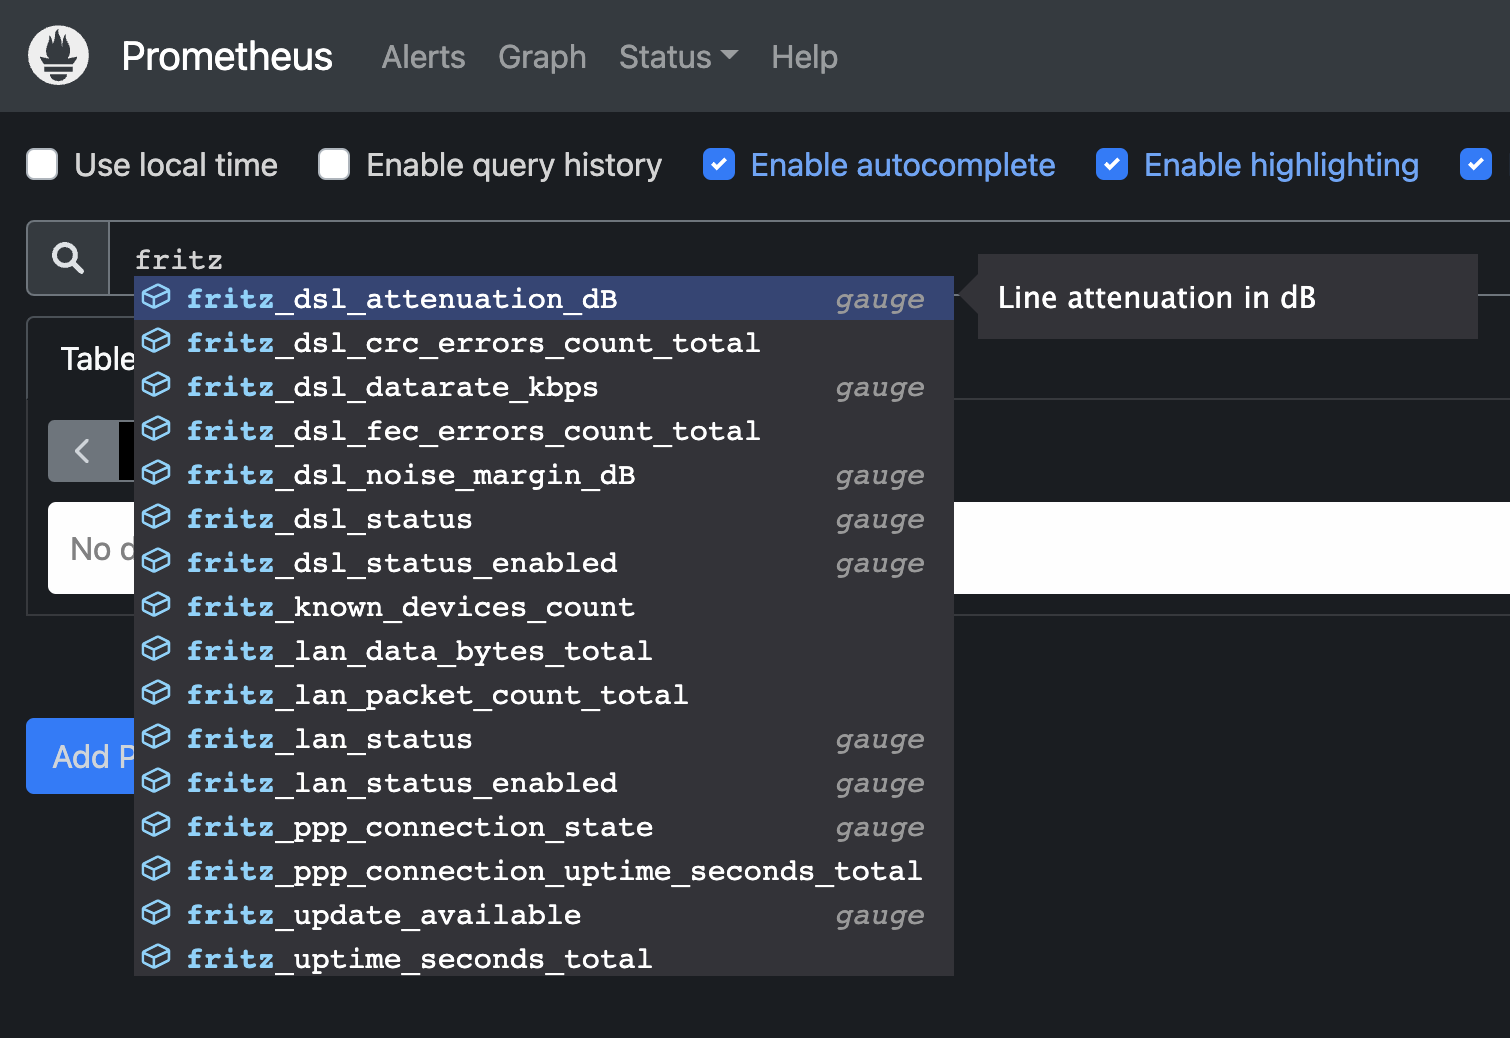 Prometheus Alerts Graph Status Help
Use local time Enable query history Enable autocomplete Enable highlighting
fritz
fritz_dsl_attenuation_dB gauge Line attenuation in dB
fritz_dsl_crc_errors_count_total
Table
fritz_dsl_datarate_kbps gauge
fritz_dsl_fec_errors_count_total
fritz_dsl_noise_margin_dB gauge
fritz_dsl_status gauge
No d
fritz_dsl_status_enabled gauge
fritz_known_devices_count
fritz_lan_data_bytes_total
fritz_lan_packet_count_total
fritz_lan_status gauge
Add P
fritz_lan_status_enabled gauge
fritz_ppp_connection_state gauge
fritz_ppp_connection_uptime_seconds_total
fritz_update_available gauge
fritz_uptime_seconds_total